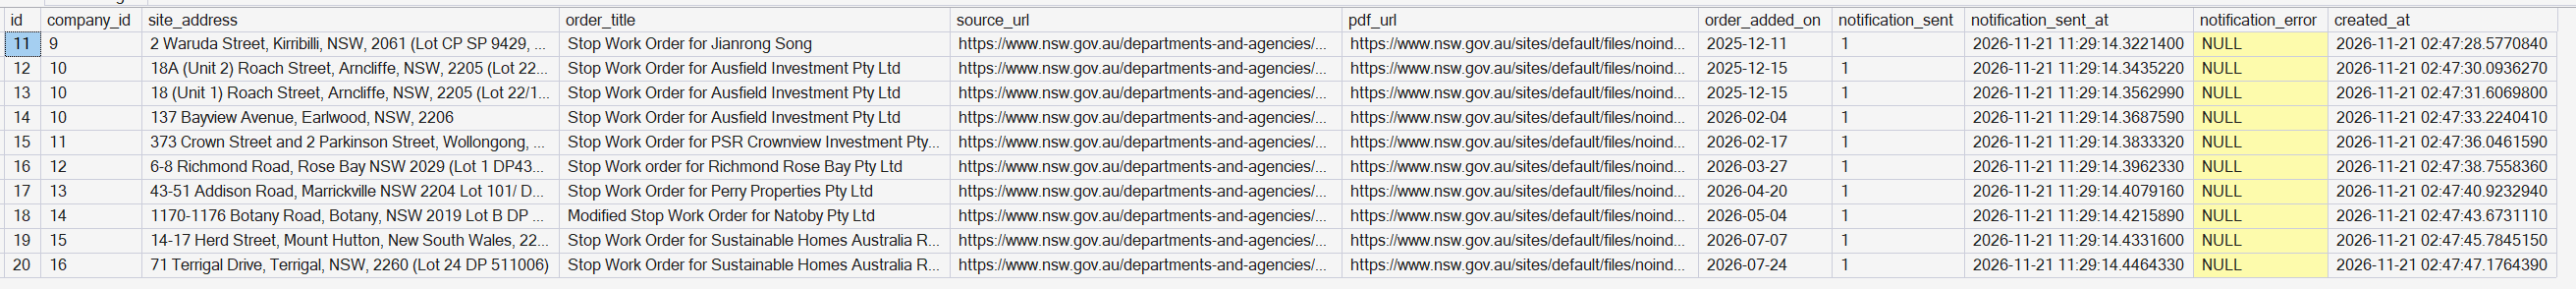 id company_id site_address order_title source_url pdf_url order_added_on notification_sent notification_sent_at notification_error created_at
11 9 2 Waruda Street, Kirribilli, NSW, 2061 (Lot CP SP 9429, ... Stop Work Order for Jianrong Song https://www.nsw.gov.au/departments-and-agencies/... https://www.nsw.gov.au/sites/default/files/noind... 2025-12-11 1 2026-11-21 11:29:14.3221400 NULL 2026-11-21 02:47:28.5770840
12 10 18A (Unit 2) Roach Street, Arncliffe, NSW, 2205 (Lot 22... Stop Work Order for Ausfield Investment Pty Ltd https://www.nsw.gov.au/departments-and-agencies/... https://www.nsw.gov.au/sites/default/files/noind... 2025-12-15 1 2026-11-21 11:29:14.3435220 NULL 2026-11-21 02:47:30.0936270
13 10 18 (Unit 1) Roach Street, Arncliffe, NSW, 2205 (Lot 22/1... Stop Work Order for Ausfield Investment Pty Ltd https://www.nsw.gov.au/departments-and-agencies/... https://www.nsw.gov.au/sites/default/files/noind... 2025-12-15 1 2026-11-21 11:29:14.3562990 NULL 2026-11-21 02:47:31.6069800
14 10 137 Bayview Avenue, Earlwood, NSW, 2206 Stop Work Order for Ausfield Investment Pty Ltd https://www.nsw.gov.au/departments-and-agencies/... https://www.nsw.gov.au/sites/default/files/noind... 2026-02-04 1 2026-11-21 11:29:14.3687590 NULL 2026-11-21 02:47:33.2240410
15 11 373 Crown Street and 2 Parkinson Street, Wollongong, ... Stop Work Order for PSR Crownview Investment Pty... https://www.nsw.gov.au/departments-and-agencies/... https://www.nsw.gov.au/sites/default/files/noind... 2026-02-17 1 2026-11-21 11:29:14.3833320 NULL 2026-11-21 02:47:36.0461590
16 12 6-8 Richmond Road, Rose Bay NSW 2029 (Lot 1 DP43... Stop Work order for Richmond Rose Bay Pty Ltd https://www.nsw.gov.au/departments-and-agencies/... https://www.nsw.gov.au/sites/default/files/noind... 2026-03-27 1 2026-11-21 11:29:14.3962330 NULL 2026-11-21 02:47:38.7558360
17 13 43-51 Addison Road, Marrickville NSW 2204 Lot 101/ D... Stop Work Order for Perry Properties Pty Ltd https://www.nsw.gov.au/departments-and-agencies/... https://www.nsw.gov.au/sites/default/files/noind... 2026-04-20 1 2026-11-21 11:29:14.4079160 NULL 2026-11-21 02:47:40.9232940
18 14 1170-1176 Botany Road, Botany, NSW 2019 Lot B DP ... Modified Stop Work Order for Natoby Pty Ltd https://www.nsw.gov.au/departments-and-agencies/... https://www.nsw.gov.au/sites/default/files/noind... 2026-05-04 1 2026-11-21 11:29:14.4215890 NULL 2026-11-21 02:47:43.6731110
19 15 14-17 Herd Street, Mount Hutton, New South Wales, 22... Stop Work Order for Sustainable Homes Australia R... https://www.nsw.gov.au/departments-and-agencies/... https://www.nsw.gov.au/sites/default/files/noind... 2026-07-07 1 2026-11-21 11:29:14.4331600 NULL 2026-11-21 02:47:45.7845150
20 16 71 Terrigal Drive, Terrigal, NSW, 2260 (Lot 24 DP 511006) Stop Work Order for Sustainable Homes Australia R... https://www.nsw.gov.au/departments-and-agencies/... https://www.nsw.gov.au/sites/default/files/noind... 2026-07-24 1 2026-11-21 11:29:14.4464330 NULL 2026-11-21 02:47:47.1764390